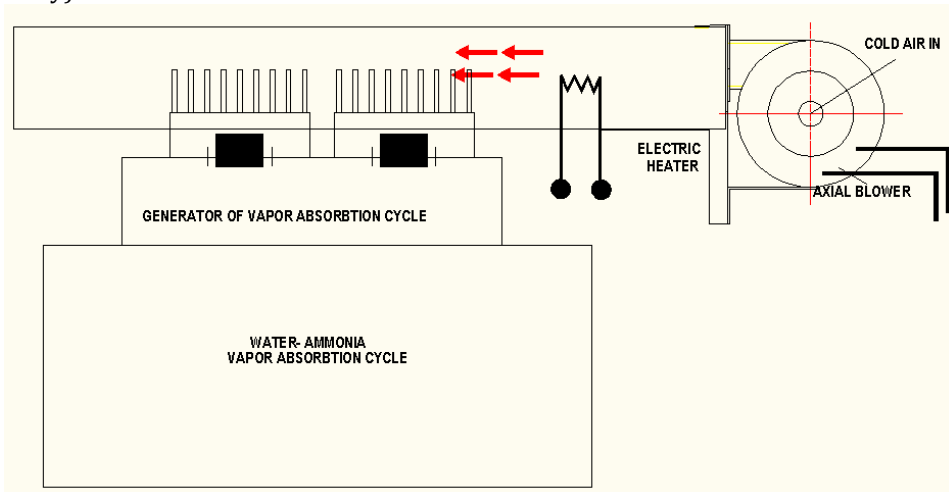 COLD AIR IN
ELECTRIC
HEATER
AXIAL BLOWER
GENERATOR OF VAPOR ABSORBTION CYCLE
WATER- AMMONIA
VAPOR ABSORBTION CYCLE